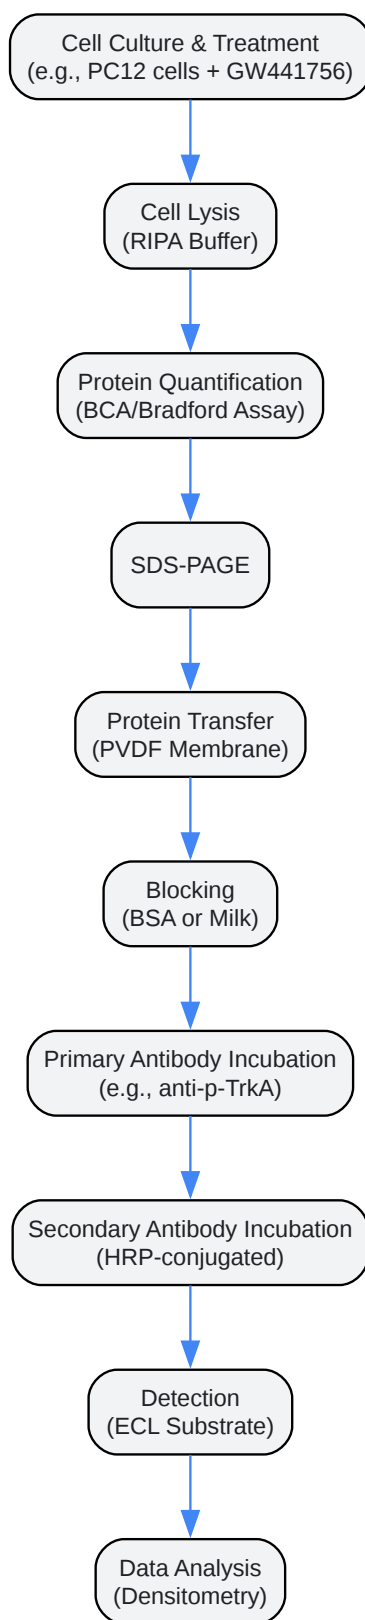 Cell Culture & Treatment
(e.g., PC12 cells + GW441756)
Cell Lysis
(RIPA Buffer)
Protein Quantification
(BCA/Bradford Assay)
SDS-PAGE
Protein Transfer
(PVDF Membrane)
Blocking
(BSA or Milk)
Primary Antibody Incubation
(e.g., anti-p-TrkA)
Secondary Antibody Incubation
(HRP-conjugated)
Detection
(ECL Substrate)
Data Analysis
(Densitometry)